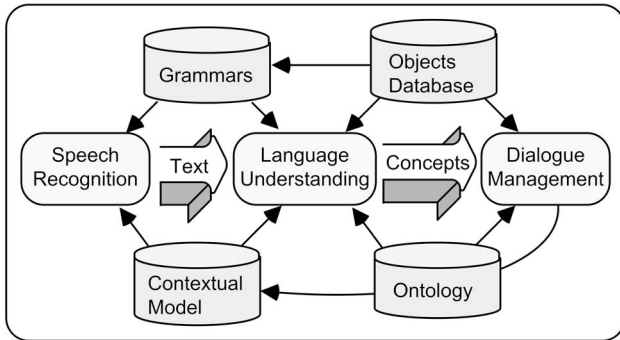 Grammars
Objects
Database
Speech
Recognition
Text
Language
Understanding
Concepts
Dialogue
Management
Contextual
Model
Ontology